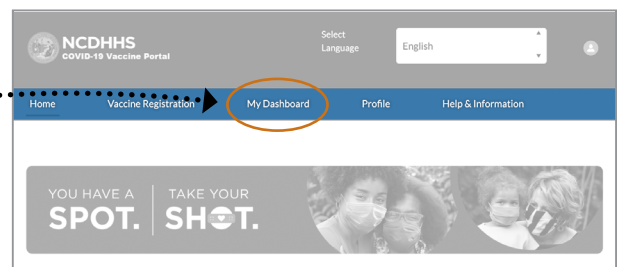 NCDHHS
COVID-19 Vaccine Portal
Select
Language
English
Home Vaccine Registration My Dashboard Profile Help & Information
YOU HAVE A TAKE YOUR
SPOT. SHOT.